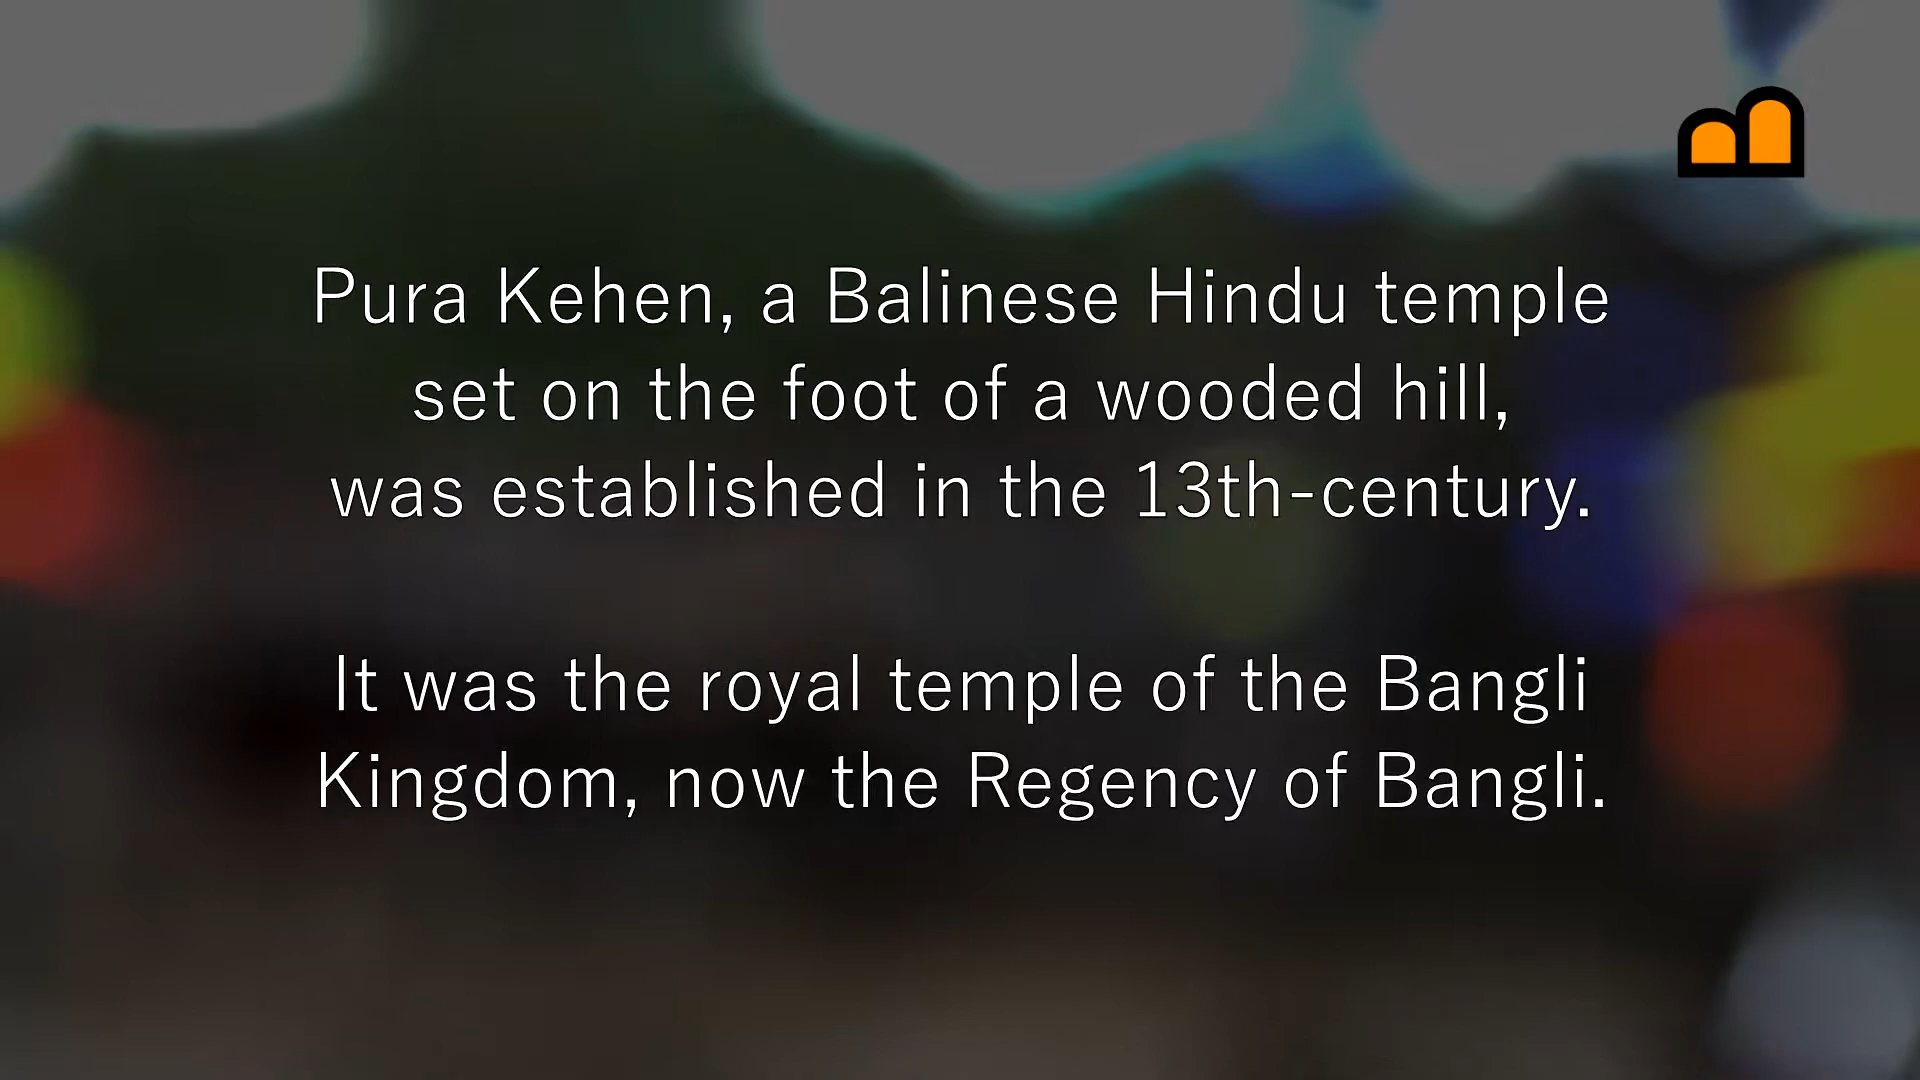 Pura Kehen, a Balinese Hindu temple
set on the foot of a wooded hill,
was established in the 13th-century.
It was the royal temple of the Bangli
Kingdom, now the Regency of Bangli.